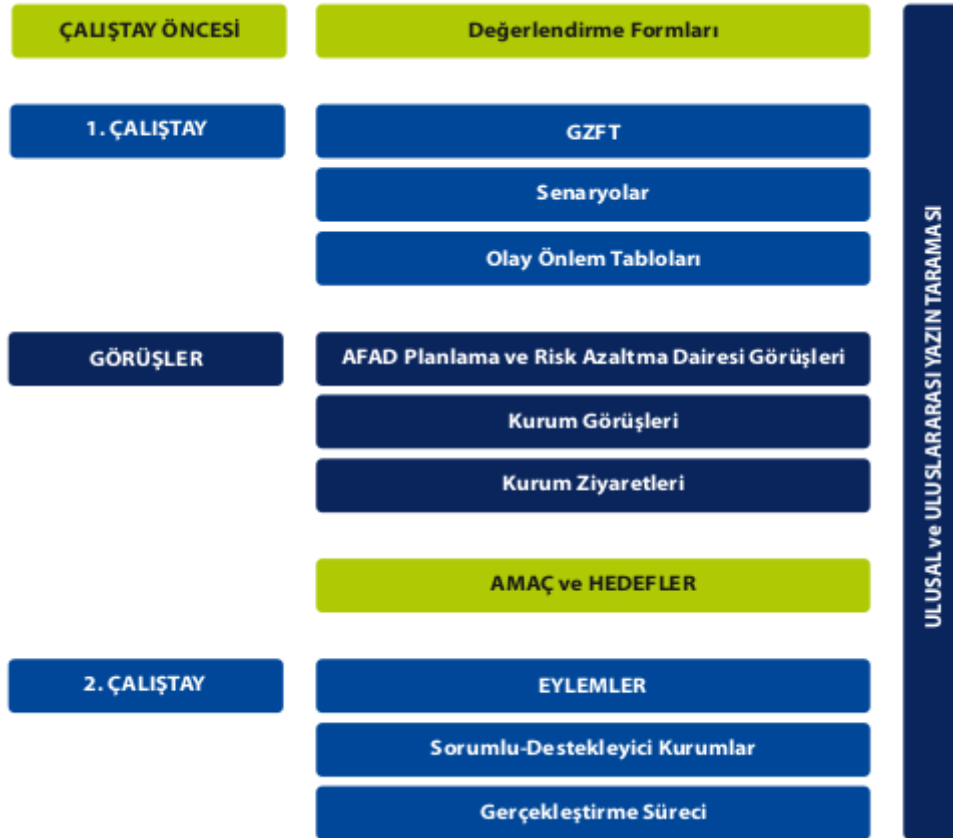 ÇALIŞTAY ÖNCESİ
Değerlendirme Formları
1. ÇALIŞTAY
GZFT
Senaryolar
Olay Önlem Tabloları
GÖRÜŞLER
AFAD Planlama ve Risk Azaltma Dairesi Görüşleri
Kurum Görüşleri
Kurum Ziyaretleri
AMAÇ ve HEDEFLER
2. ÇALIŞTAY
EYLEMLER
Sorumlu-Destekleyici Kurumlar
Gerçekleştirme Süreci
ULUSAL ve ULUSLARARASI YAZIN TARAMASI